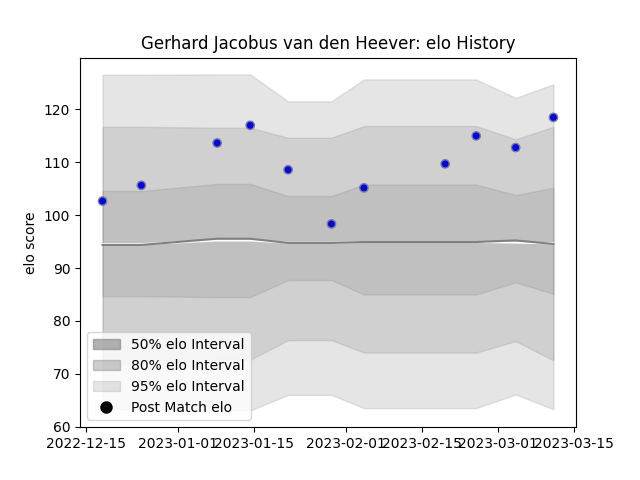 Gerhard Jacobus van den Heever: elo History
elo score
120
110
100
90
80
70
60
50% elo Interval
80% elo Interval
95% elo Interval
Post Match elo
2022-12-15
2023-01-01
2023-01-15
2023-02-01
2023-02-15
2023-03-01
2023-03-15